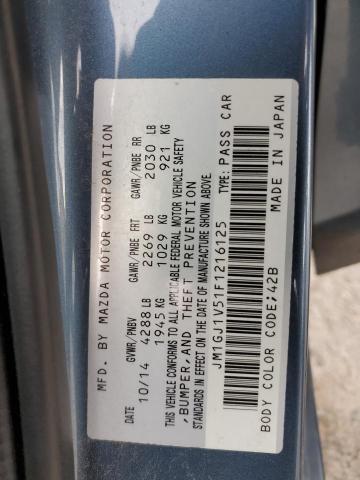 MFD. BY MAZDA MOTOR CORPORATION
DATE GVWR/PNBV GAWR/PNBE FRT GAWR/PNBE RR
10/14 4288 LB 2269 LB 2030 LB
1945 KG 1029 KG 921 KG
THIS VEHICLE CONFORMS TO ALL APPLICABLE FEDERAL MOTOR VEHICLE SAFETY
,BUMPER,AND THEFT PREVENTION
STANDARDS IN EFFECT ON THE DATE OF MANUFACTURE SHOWN ABOVE.
JM1GJ1V51F1216125 TYPE: PASS CAR
BODY COLOR CODE;42B MADE IN JAPAN